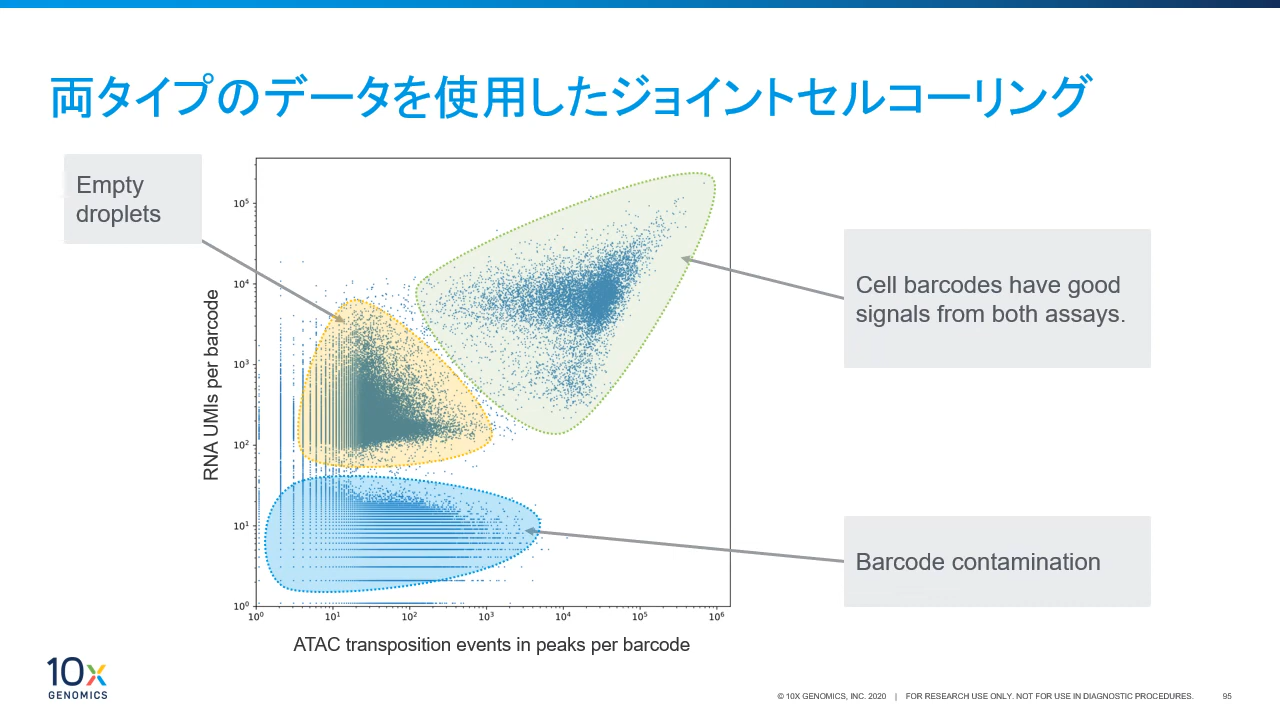 両タイプのデータを使用したジョイントセルコーリング
Empty
droplets
Cell barcodes have good
signals from both assays.
Barcode contamination
RNA UMIs per barcode
10⁵
10⁴
10³
10²
10¹
10⁰
10⁰ 10¹ 10² 10³ 10⁴ 10⁵ 10⁶
ATAC transposition events in peaks per barcode
10x
GENOMICS
© 10X GENOMICS, INC. 2020 | FOR RESEARCH USE ONLY. NOT FOR USE IN DIAGNOSTIC PROCEDURES. 95